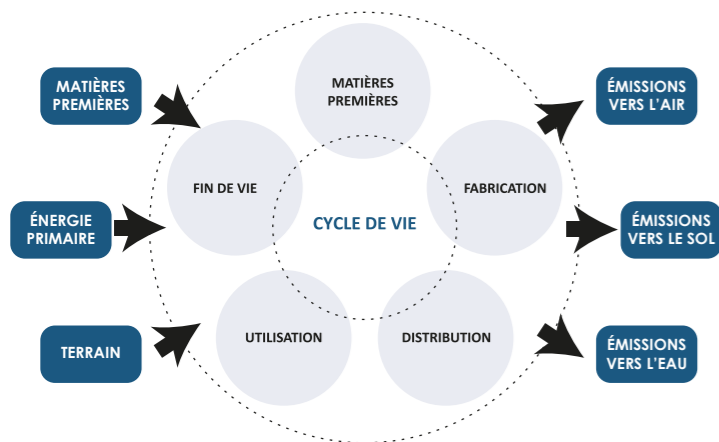 MATIÈRES
PREMIÈRES
MATIÈRES
PREMIÈRES
ÉMISSIONS
VERS L'AIR
FIN DE VIE
FABRICATION
ÉNERGIE
PRIMAIRE
CYCLE DE VIE
ÉMISSIONS
VERS LE SOL
TERRAIN
UTILISATION
DISTRIBUTION
ÉMISSIONS
VERS L'EAU